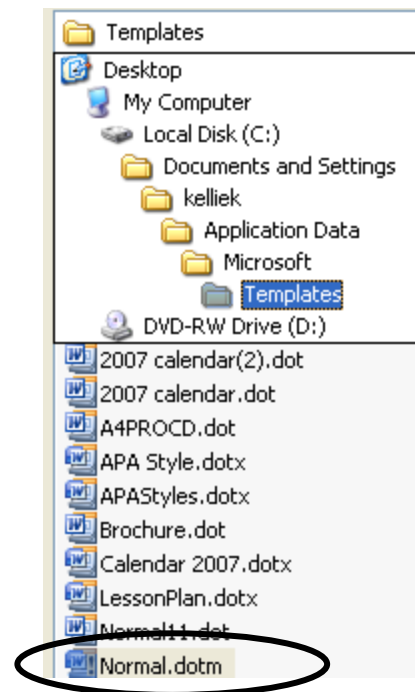 Templates
Desktop
My Computer
Local Disk (C:)
Documents and Settings
kelliek
Application Data
Microsoft
Templates
DVD-RW Drive (D:)
2007 calendar(2).dot
2007 calendar.dot
A4PROCD.dot
APA Style.dotx
APAStyles.dotx
Brochure.dot
Calendar 2007.dotx
LessonPlan.dotx
Normal11.dot
Normal.dotm